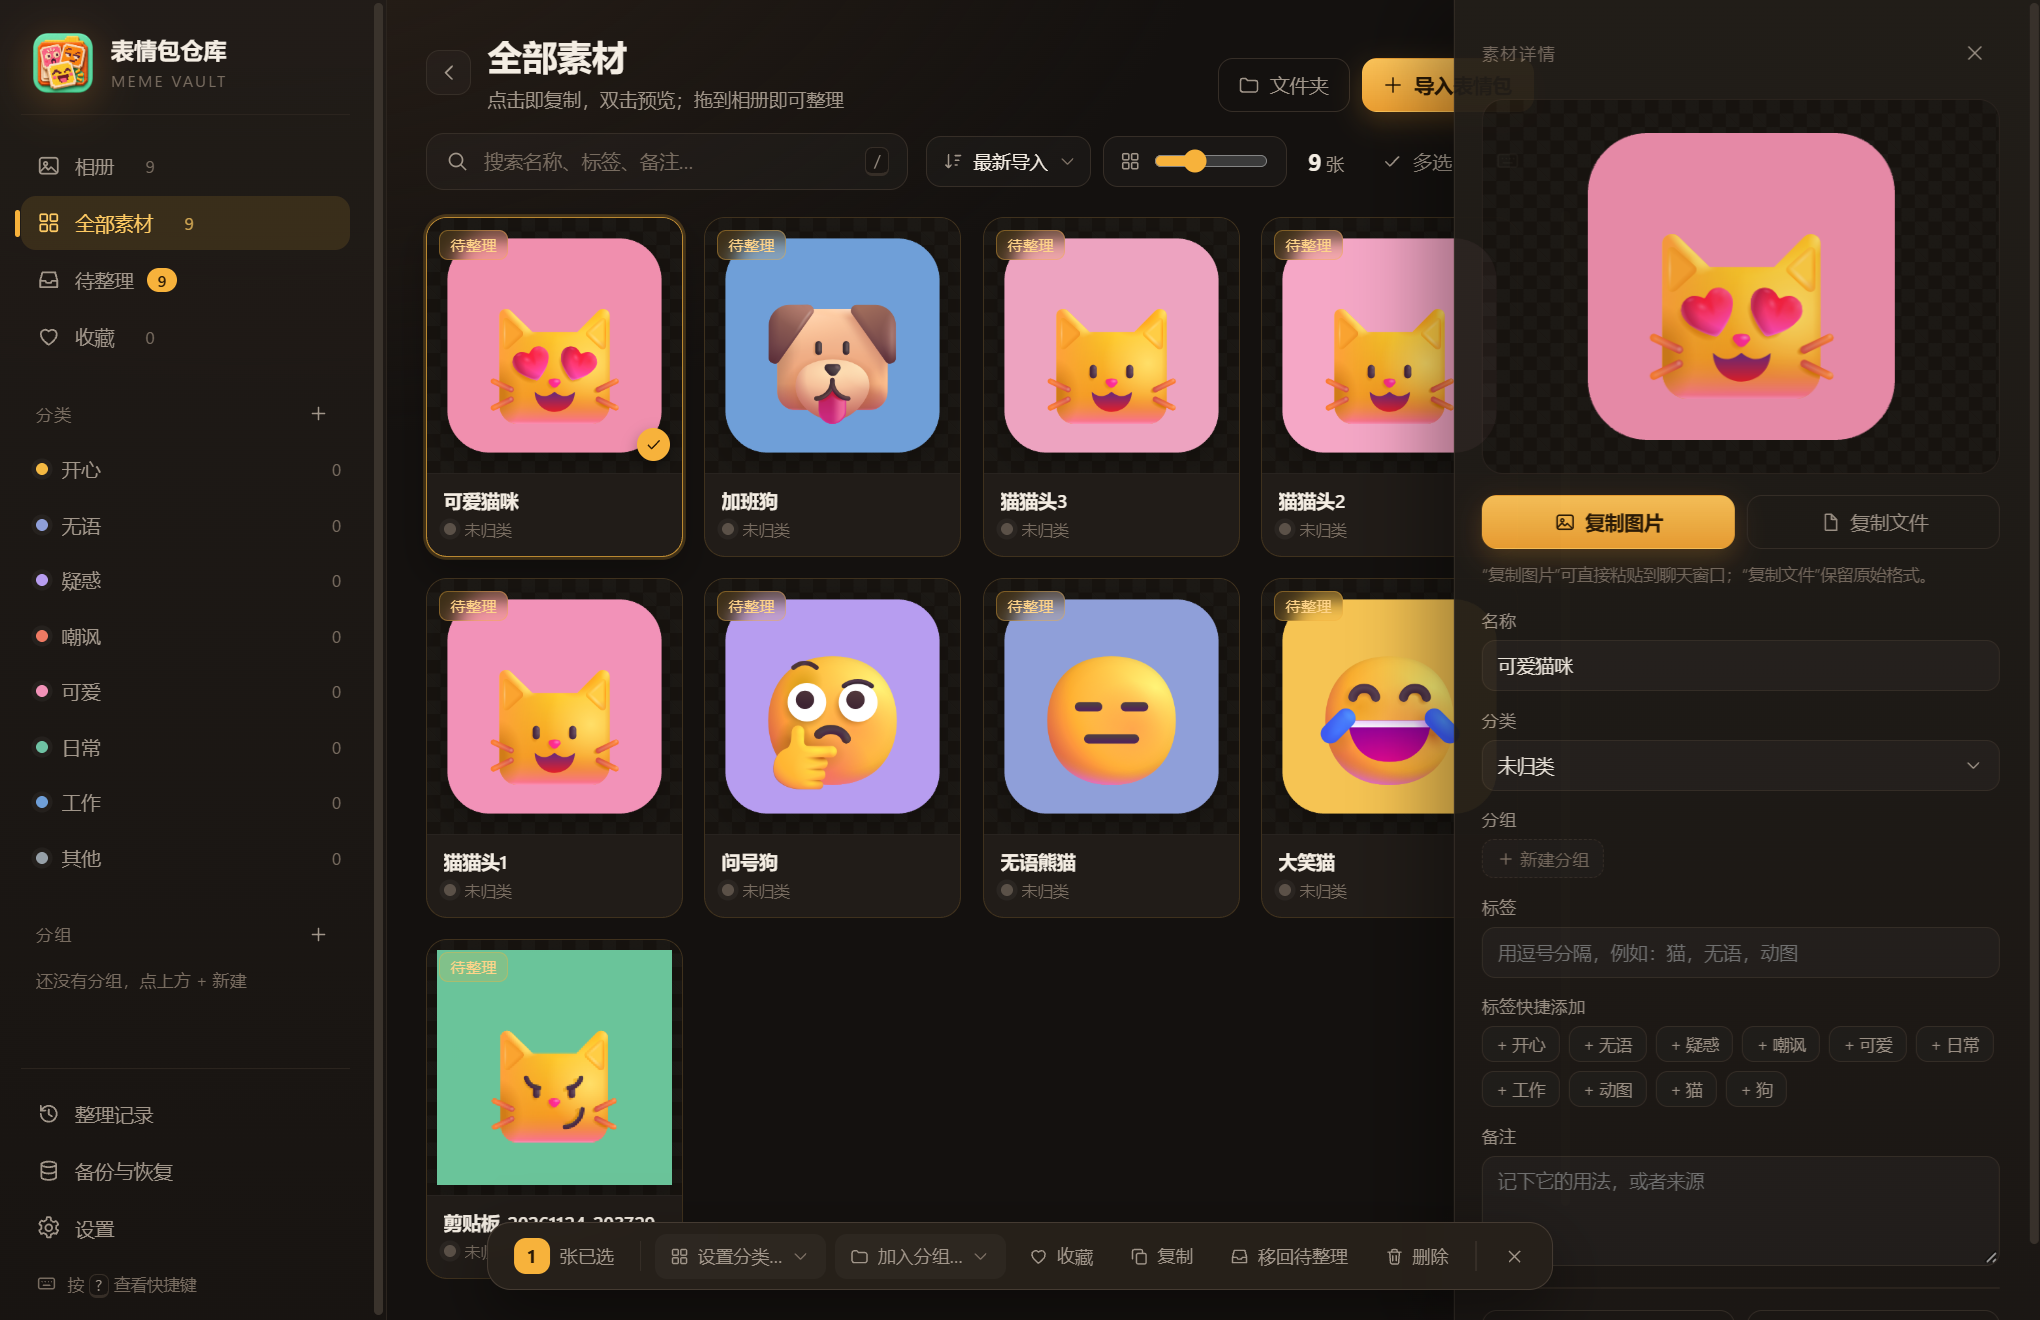 表情包仓库
MEME VAULT
相册 9
全部素材 9
待整理 9
收藏 0
分类
开心 0
无语 0
疑惑 0
嘲讽 0
可爱 0
日常 0
工作 0
其他 0
分组
还没有分组，点上方 + 新建
整理记录
备份与恢复
设置
按 ? 查看快捷键
全部素材
点击即复制，双击预览；拖到相册即可整理
文件夹
导入表情包
搜索名称、标签、备注... /
最新导入
9 张
多选
待整理
可爱猫咪
未归类
待整理
加班狗
未归类
待整理
猫猫头3
未归类
待整理
猫猫头2
未归类
待整理
猫猫头1
未归类
待整理
问号狗
未归类
待整理
无语熊猫
未归类
待整理
大笑猫
未归类
待整理
剪贴板
1 张已选
设置分类...
加入分组...
收藏
复制
移回待整理
删除
素材详情
复制图片
复制文件
“复制图片”可直接粘贴到聊天窗口；“复制文件”保留原始格式。
名称
可爱猫咪
分类
未归类
分组
+ 新建分组
标签
用逗号分隔，例如：猫，无语，动图
标签快捷添加
+ 开心 + 无语 + 疑惑 + 嘲讽 + 可爱 + 日常
+ 工作 + 动图 + 猫 + 狗
备注
记下它的用法，或者来源